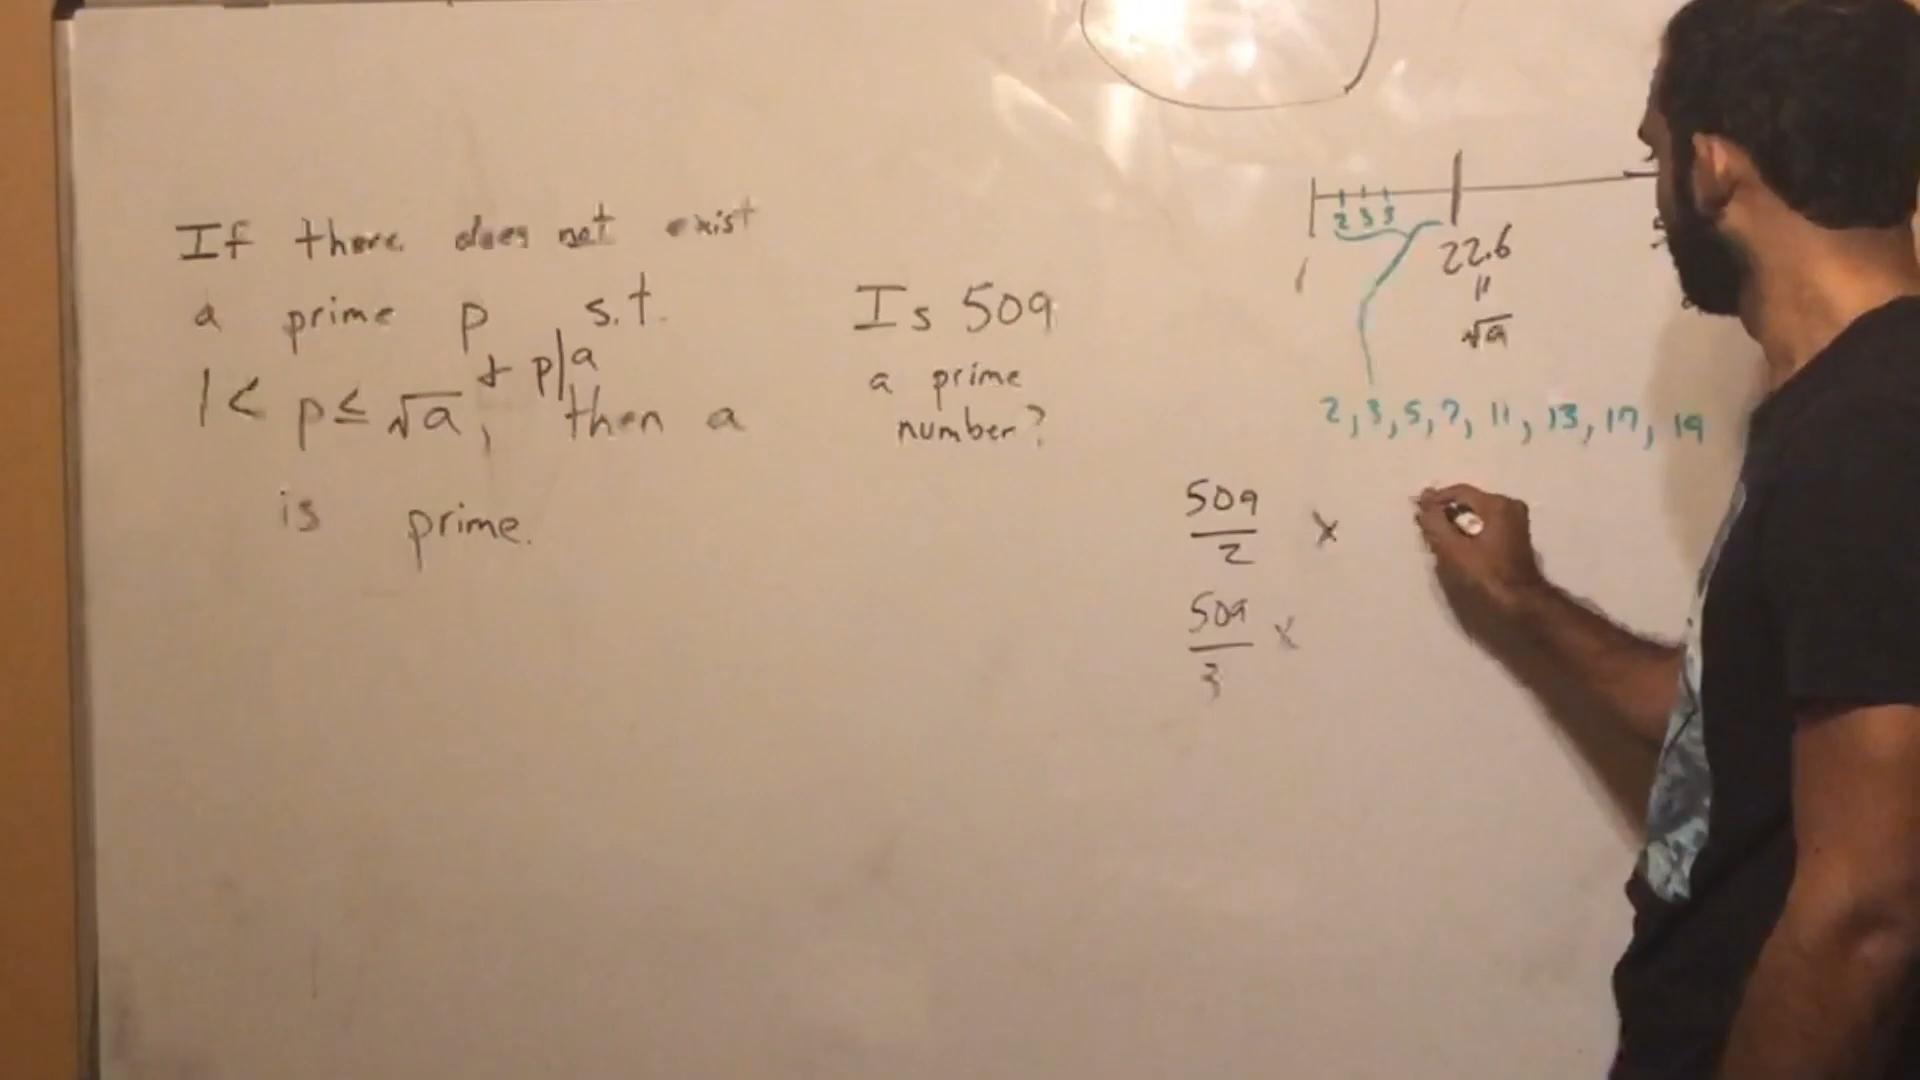 If there does not exist
a prime p s.t.
1 < p ≤ √a + p|a
, then a
is prime.
Is 509
a prime
number?
2 3 5
1
22.6
"
√a
2, 3, 5, 7, 11, 13, 17, 19
509/2 x
509/3 x